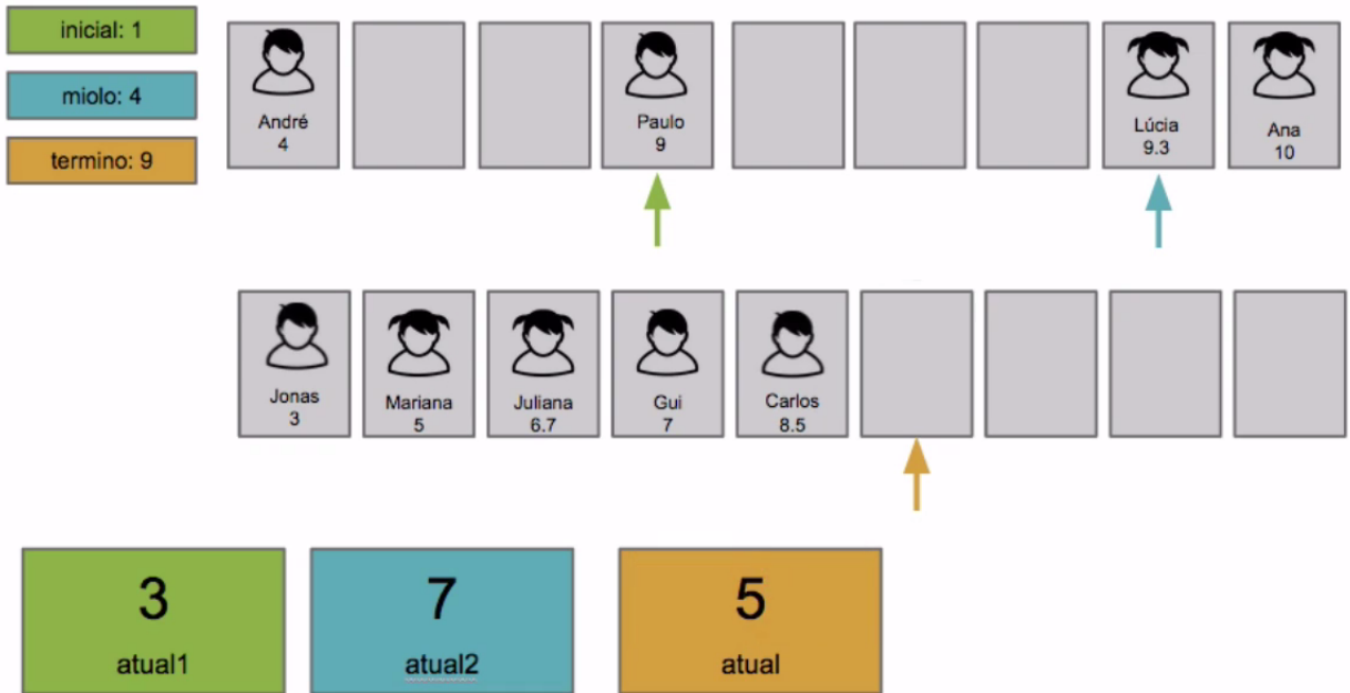 inicial: 1
miolo: 4
termino: 9
André
4
Paulo
9
Lúcia
9.3
Ana
10
Jonas
3
Mariana
5
Juliana
6.7
Gui
7
Carlos
8.5
3
atual1
7
atual2
5
atual